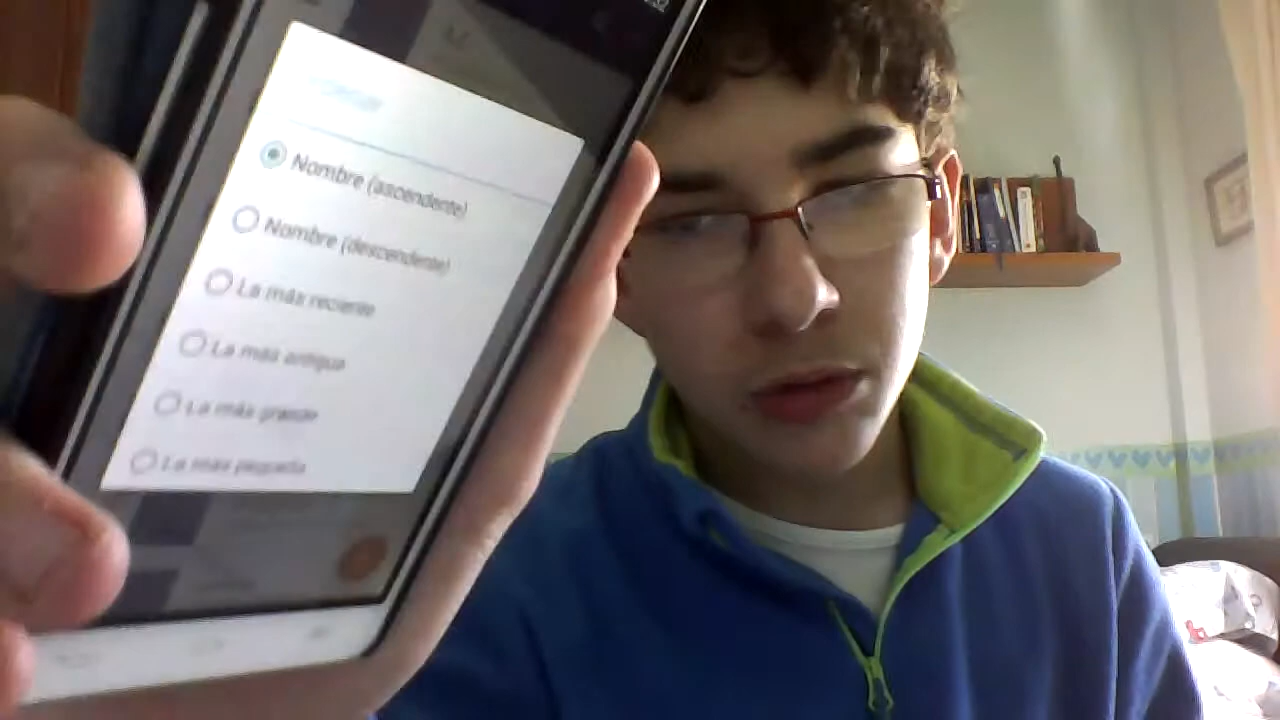 Nombre (ascendente)
Nombre (descendente)
La más reciente
La más antigua
La más grande
La más pequeña